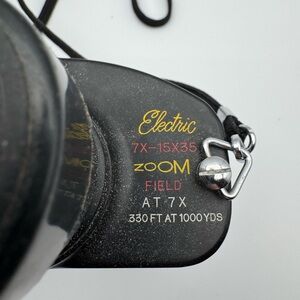 Electric
7X-15X35
ZOOM
FIELD
AT 7X
330 FT AT 1000 YDS